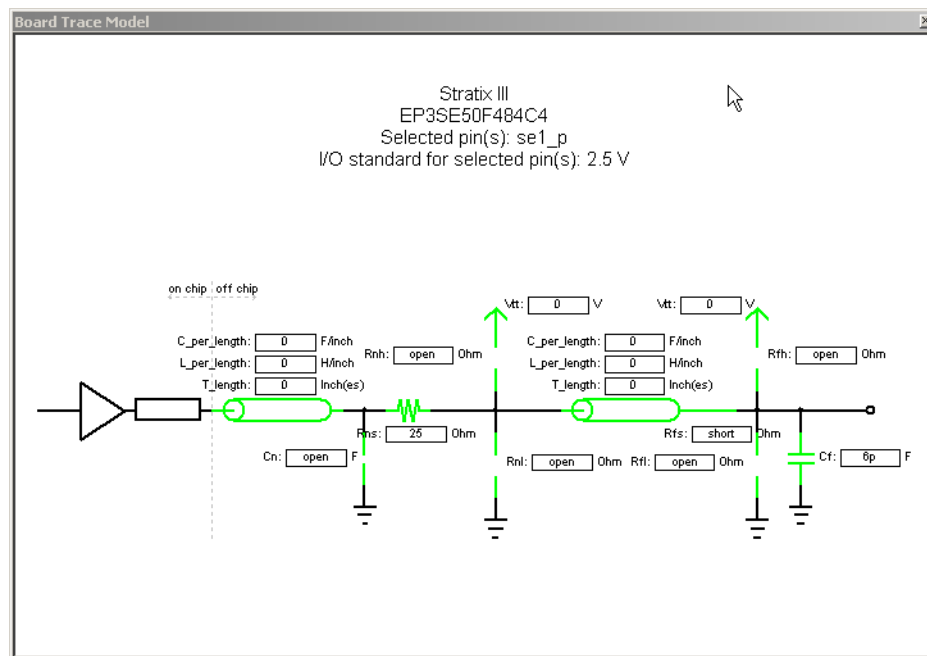 Board Trace Model
Stratix III
EP3SE50F484C4
Selected pin(s): se1_p
I/O standard for selected pin(s): 2.5 V
on chip off chip
Vtt: 0 V
Vtt: 0 V
C_per_length: 0 F/inch
L_per_length: 0 H/inch
T_length: 0 Inch(es)
Rnh: open Ohm
C_per_length: 0 F/inch
L_per_length: 0 H/inch
T_length: 0 Inch(es)
Rfh: open Ohm
Rns: 25 Ohm
Rfs: short Ohm
Cn: open F
Rnl: open Ohm
Rfl: open Ohm
Cf: 6p F